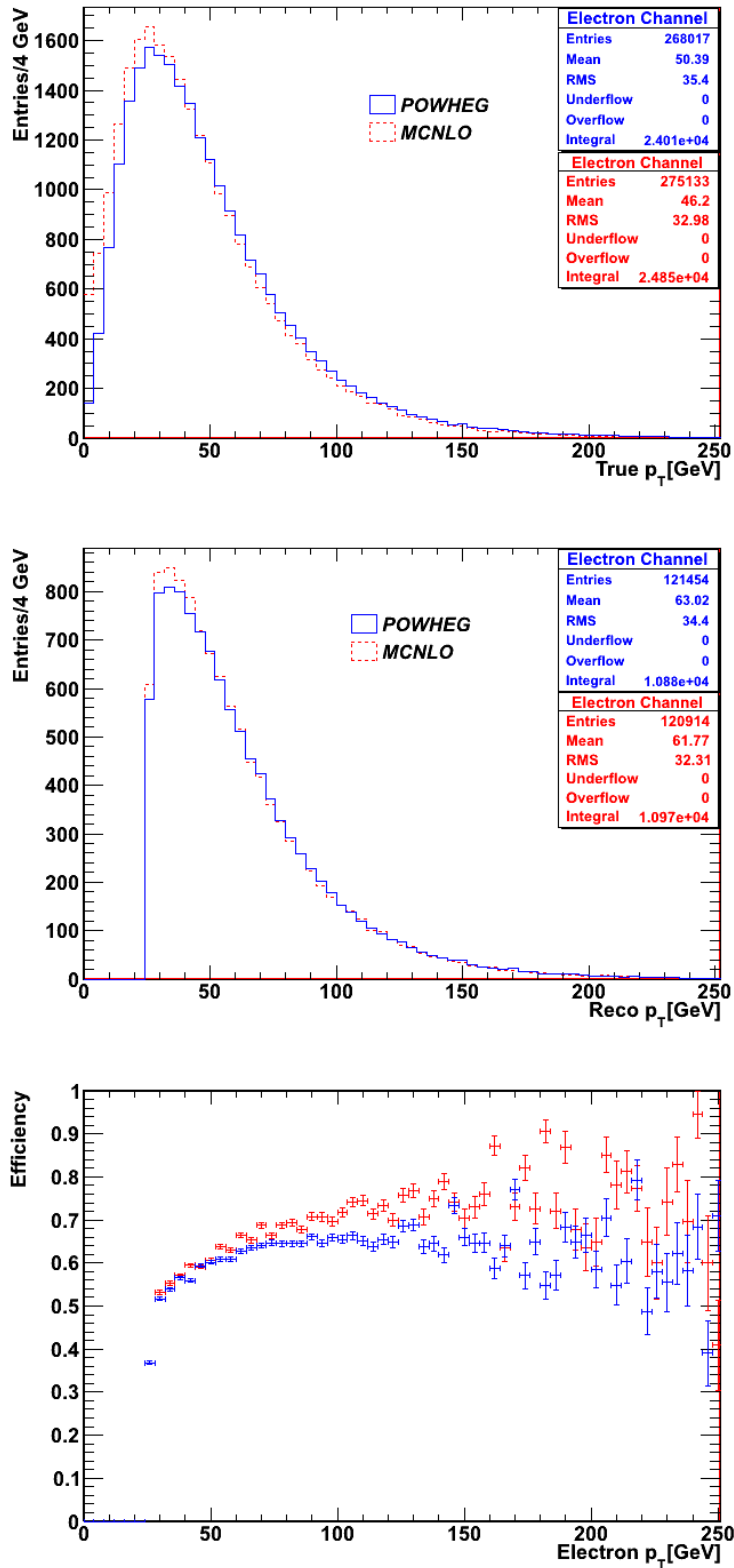 Entries/4 GeV
1600
1400
1200
1000
800
600
400
200
0
0 50 100 150 200 250
True pT[GeV]
POWHEG
MCNLO
Electron Channel
Entries 268017
Mean 50.39
RMS 35.4
Underflow 0
Overflow 0
Integral 2.401e+04
Electron Channel
Entries 275133
Mean 46.2
RMS 32.98
Underflow 0
Overflow 0
Integral 2.485e+04
Entries/4 GeV
800
700
600
500
400
300
200
100
0
0 50 100 150 200 250
Reco pT[GeV]
POWHEG
MCNLO
Electron Channel
Entries 121454
Mean 63.02
RMS 34.4
Underflow 0
Overflow 0
Integral 1.088e+04
Electron Channel
Entries 120914
Mean 61.77
RMS 32.31
Underflow 0
Overflow 0
Integral 1.097e+04
Efficiency
1
0.9
0.8
0.7
0.6
0.5
0.4
0.3
0.2
0.1
0
0 50 100 150 200 250
Electron pT[GeV]